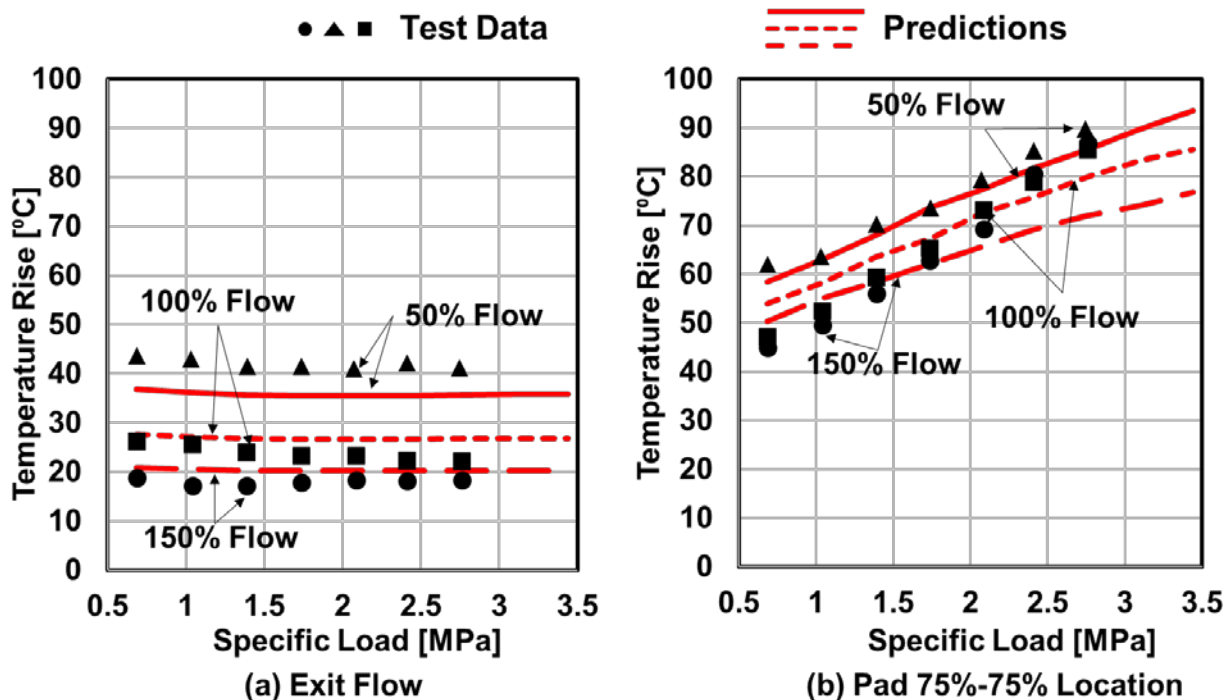 ● ▲ ■ Test Data
Predictions
100
90
80
70
60
50
40
30
20
10
0
Temperature Rise [ºC]
100% Flow
50% Flow
150% Flow
0.5 1 1.5 2 2.5 3 3.5
Specific Load [MPa]
(a) Exit Flow
100
90
80
70
60
50
40
30
20
10
0
Temperature Rise [ºC]
50% Flow
100% Flow
150% Flow
0.5 1 1.5 2 2.5 3 3.5
Specific Load [MPa]
(b) Pad 75%-75% Location